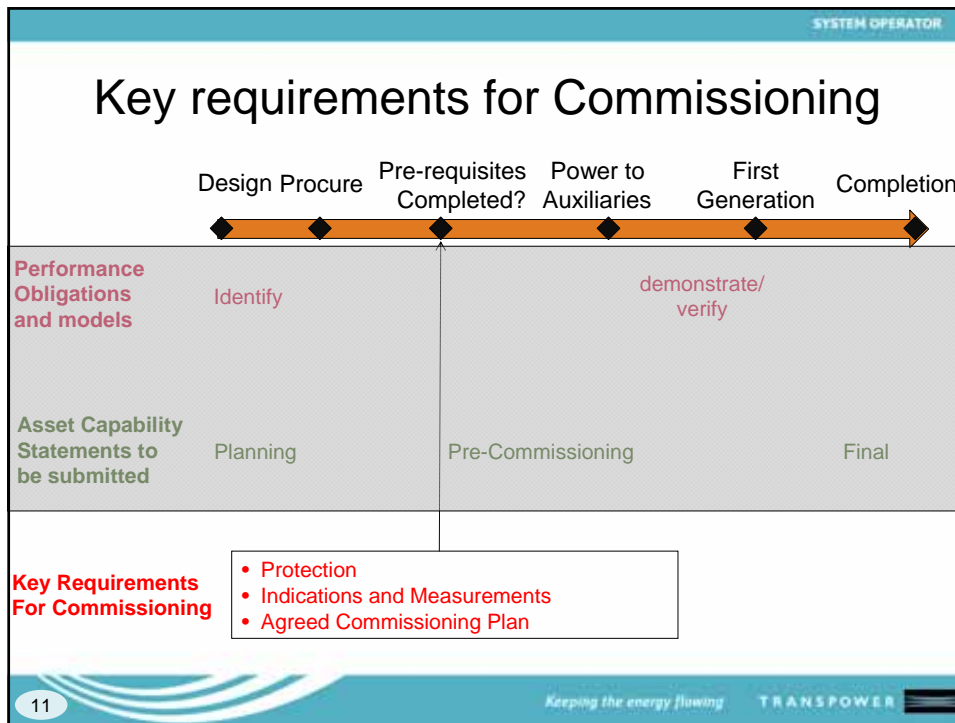 SYSTEM OPERATOR
Key requirements for Commissioning
Design Procure
Pre-requisites
Completed?
Power to
Auxiliaries
First
Generation
Completion
Performance
Obligations
and models
Identify
demonstrate/
verify
Asset Capability
Statements to
be submitted
Planning
Pre-Commissioning
Final
Key Requirements
For Commissioning
• Protection
• Indications and Measurements
• Agreed Commissioning Plan
11
Keeping the energy flowing
TRANSPOWER